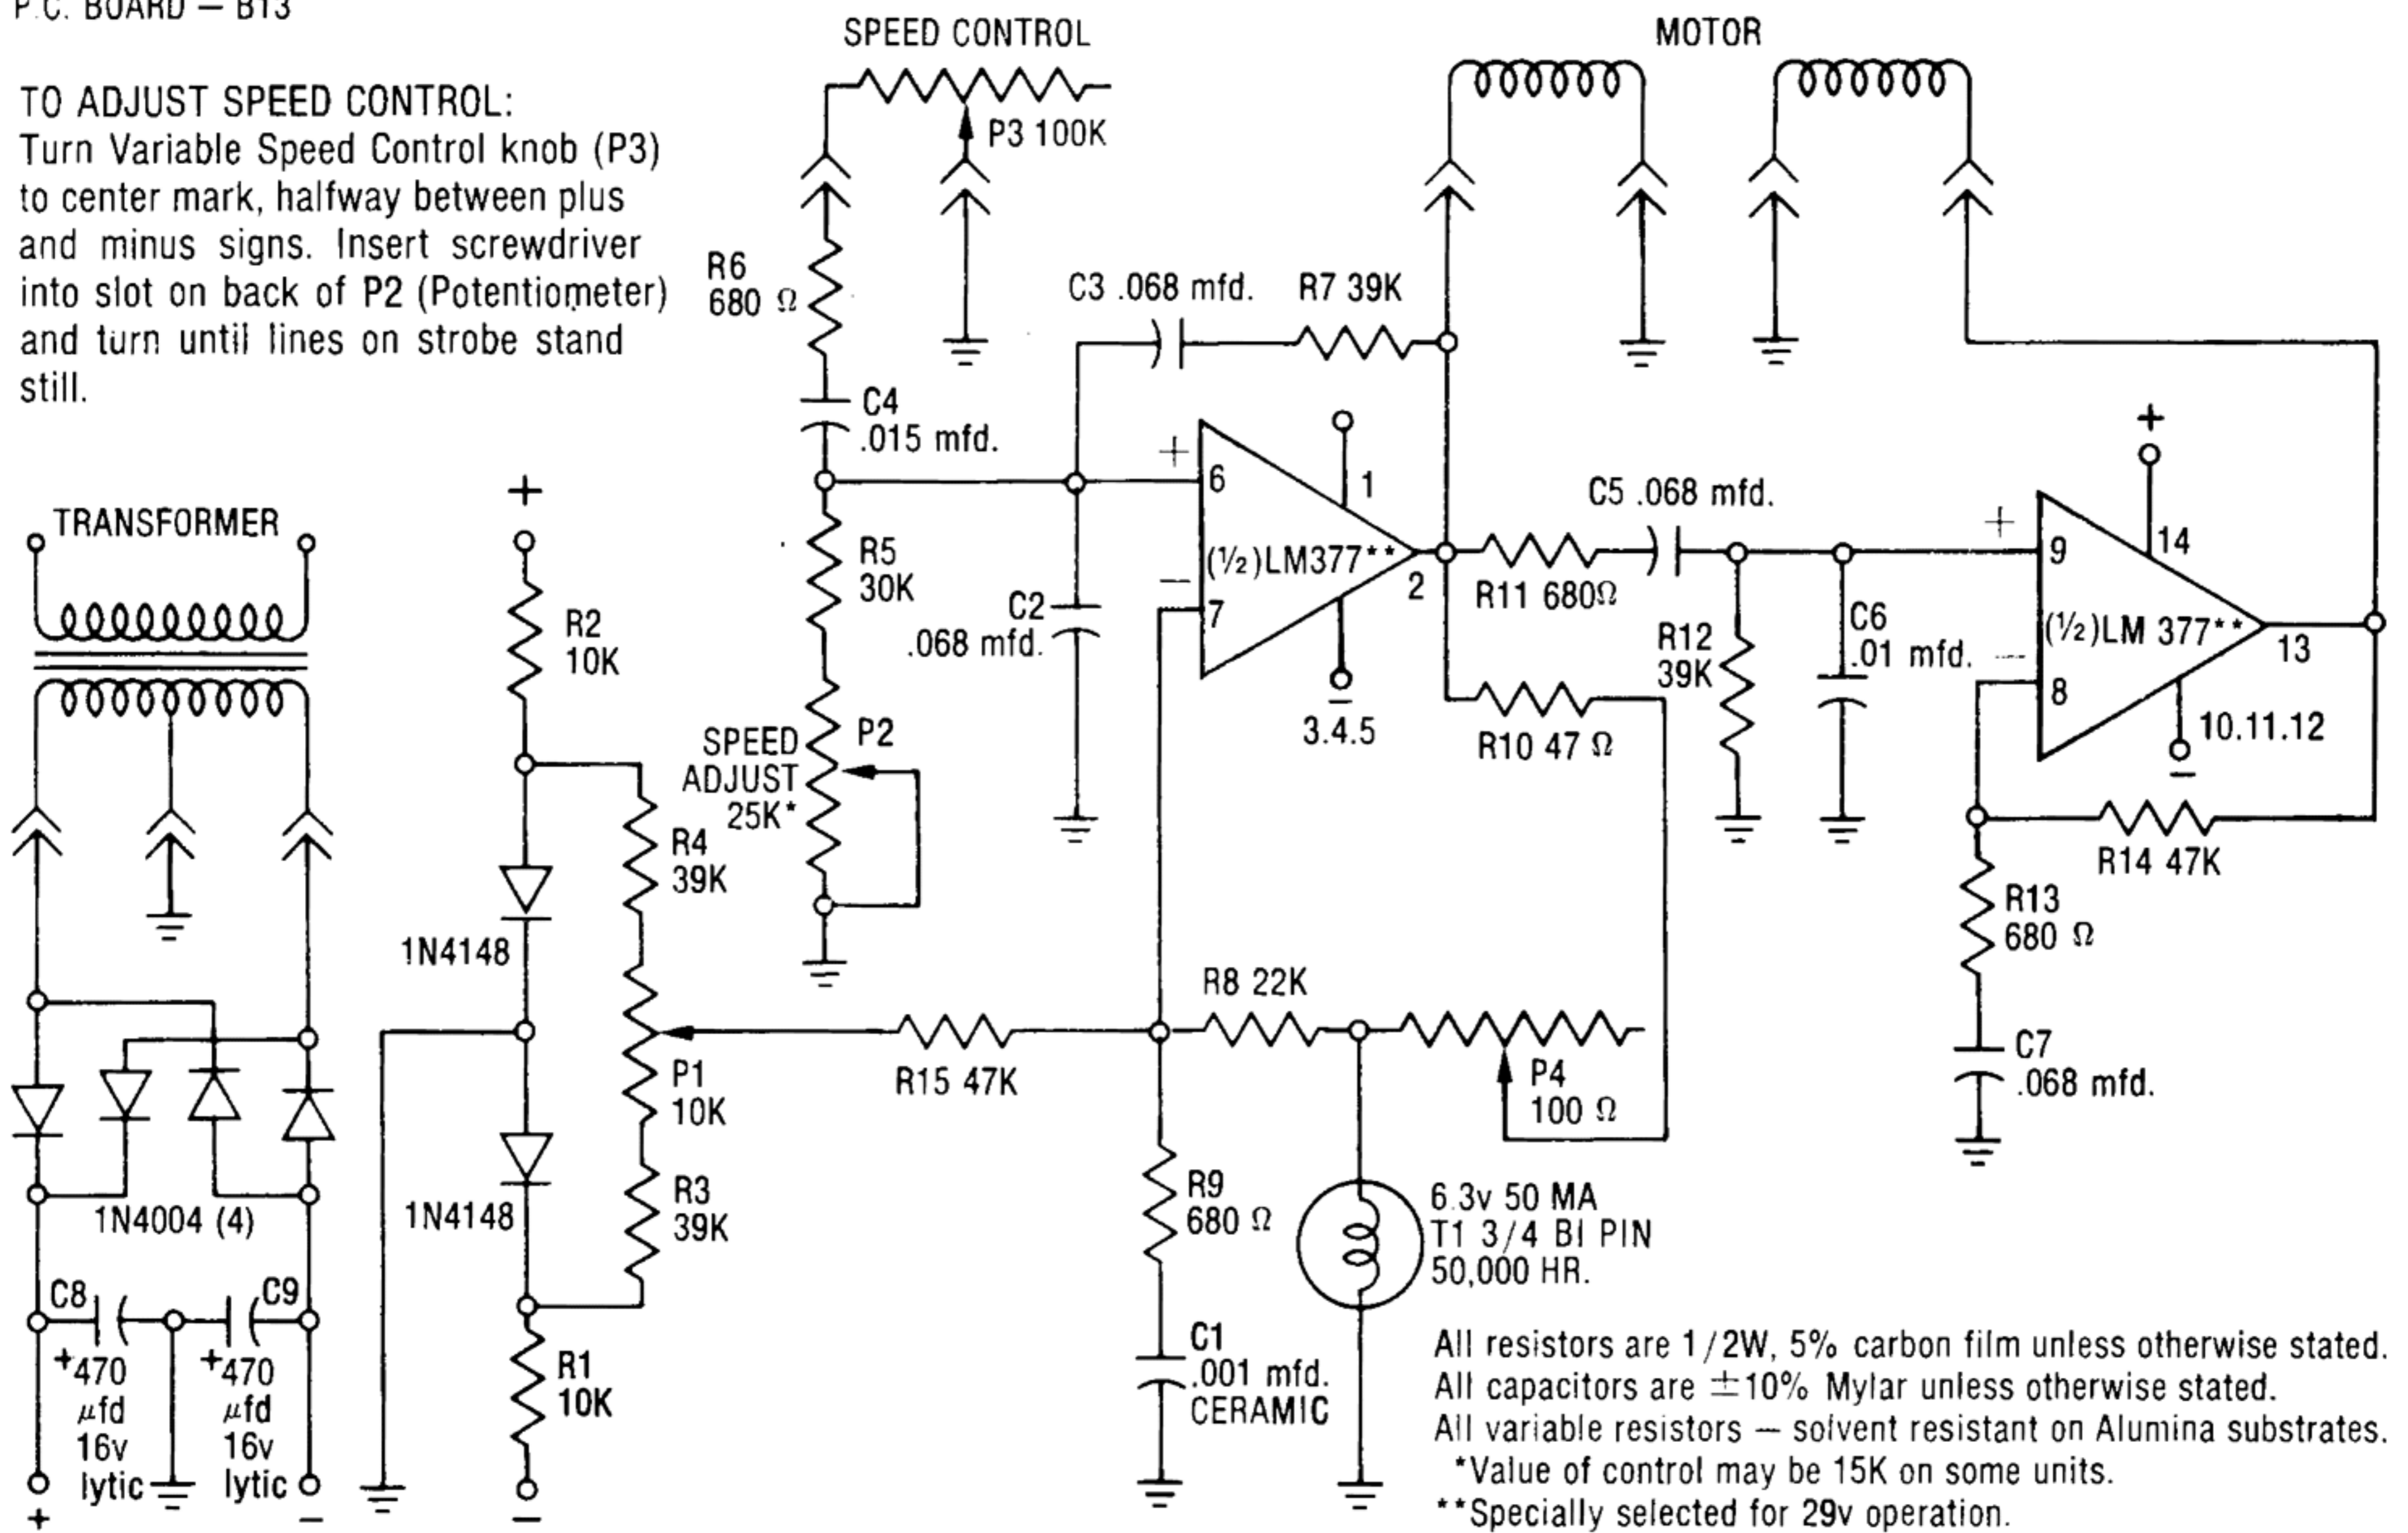 P.C. BOARD — B13
TO ADJUST SPEED CONTROL:
Turn Variable Speed Control knob (P3)
to center mark, halfway between plus
and minus signs. Insert screwdriver
into slot on back of P2 (Potentiometer)
and turn until lines on strobe stand
still.
SPEED CONTROL
P3 100K
MOTOR
R6
680 Ω
C3 .068 mfd.
R7 39K
C4
.015 mfd.
TRANSFORMER
+
R2
10K
R5
30K
C2
.068 mfd.
+
6
1
(½)LM377**
−
7
2
−
3.4.5
C5 .068 mfd.
R11 680Ω
R12
39K
C6
.01 mfd.
R10 47 Ω
+
+
9
14
(½)LM 377**
−
8
13
10.11.12
−
R14 47K
R13
680 Ω
C7
.068 mfd.
SPEED
ADJUST
25K*
P2
R4
39K
1N4148
P1
10K
R15 47K
R8 22K
P4
100 Ω
1N4148
R3
39K
1N4004 (4)
C8
C9
+470
µfd
16v
lytic
+470
µfd
16v
lytic
+
−
R1
10K
−
R9
680 Ω
C1
.001 mfd.
CERAMIC
6.3v 50 MA
T1 3/4 BI PIN
50,000 HR.
All resistors are 1/2W, 5% carbon film unless otherwise stated.
All capacitors are ±10% Mylar unless otherwise stated.
All variable resistors — solvent resistant on Alumina substrates.
*Value of control may be 15K on some units.
**Specially selected for 29v operation.